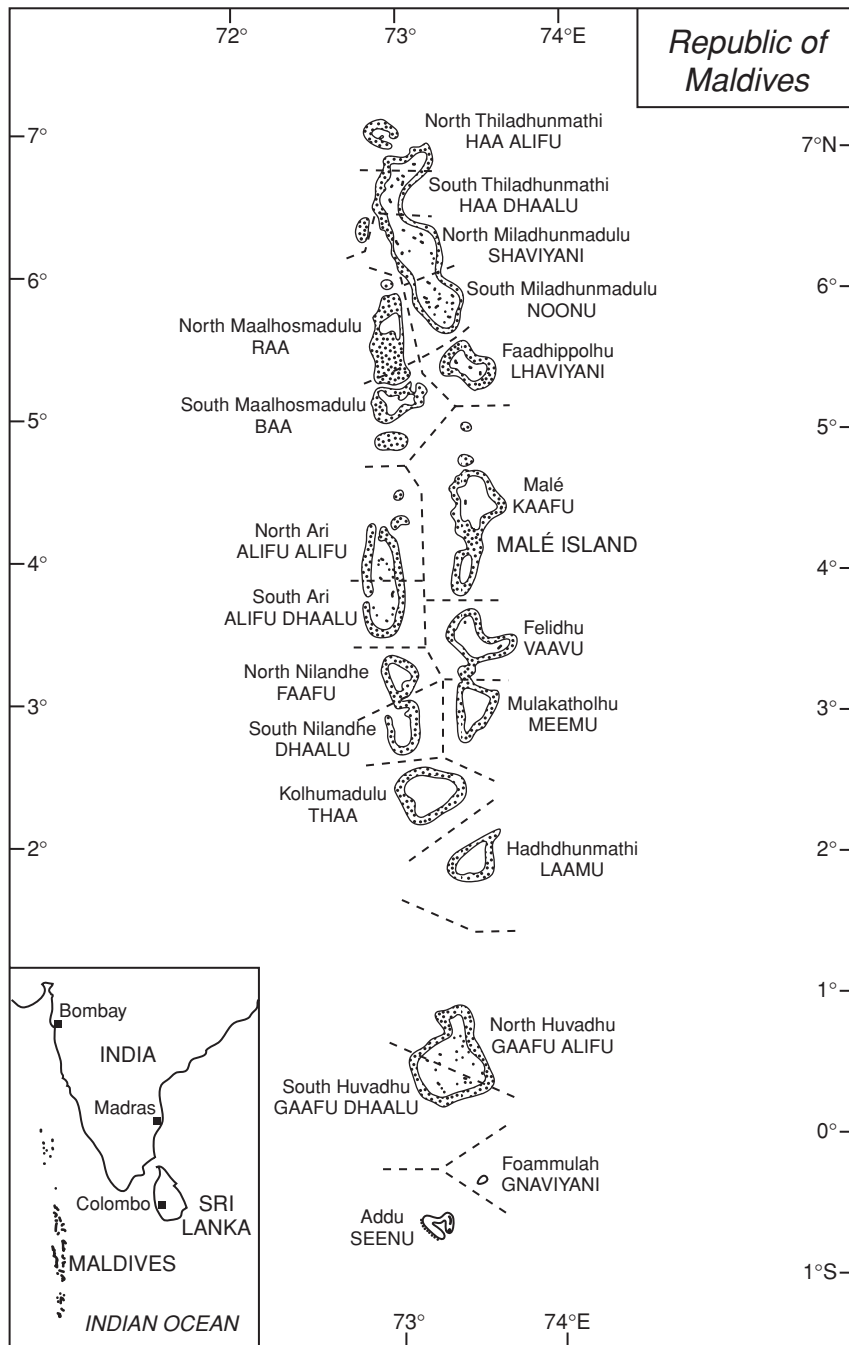 72° 73° 74°E
Republic of
Maldives
7° 7°N
North Thiladhunmathi
HAA ALIFU
South Thiladhunmathi
HAA DHAALU
North Miladhunmadulu
SHAVIYANI
6° 6°
South Miladhunmadulu
NOONU
North Maalhosmadulu
RAA
Faadhippolhu
LHAVIYANI
South Maalhosmadulu
BAA
5° 5°
Malé
KAAFU
North Ari
ALIFU ALIFU
MALÉ ISLAND
4° 4°
South Ari
ALIFU DHAALU
Felidhu
VAAVU
North Nilandhe
FAAFU
3° 3°
Mulakatholhu
MEEMU
South Nilandhe
DHAALU
Kolhumadulu
THAA
2° 2°
Hadhdhunmathi
LAAMU
1°
North Huvadhu
GAAFU ALIFU
South Huvadhu
GAAFU DHAALU
0°
Foammulah
GNAVIYANI
Addu
SEENU
1°S
73° 74°E
Bombay
INDIA
Madras
Colombo
SRI
LANKA
MALDIVES
INDIAN OCEAN